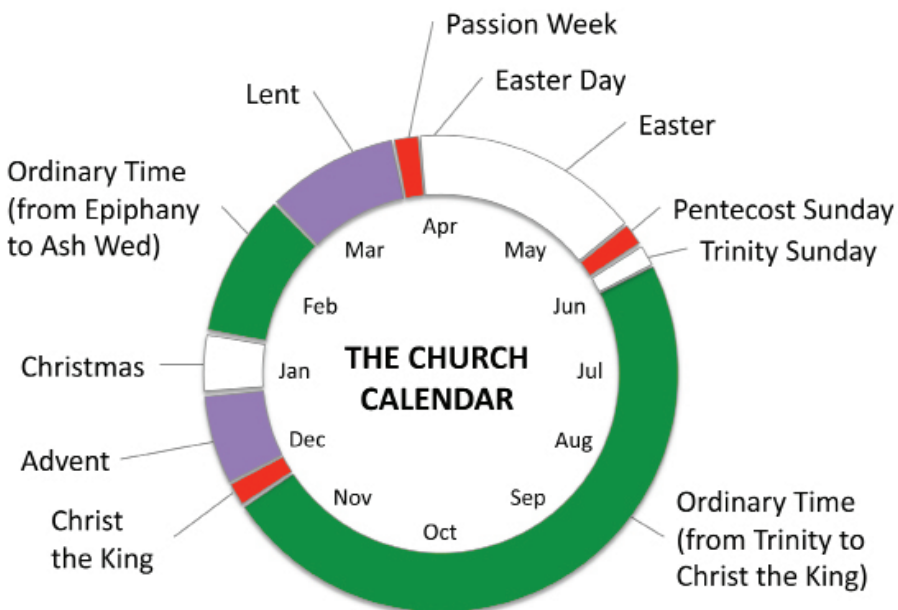 Passion Week
Easter Day
Lent
Easter
Ordinary Time
(from Epiphany
to Ash Wed)
Pentecost Sunday
Trinity Sunday
Apr
Mar
May
Feb
Jun
Christmas
Jan
THE CHURCH
CALENDAR
Jul
Advent
Dec
Aug
Christ
the King
Nov
Sep
Oct
Ordinary Time
(from Trinity to
Christ the King)